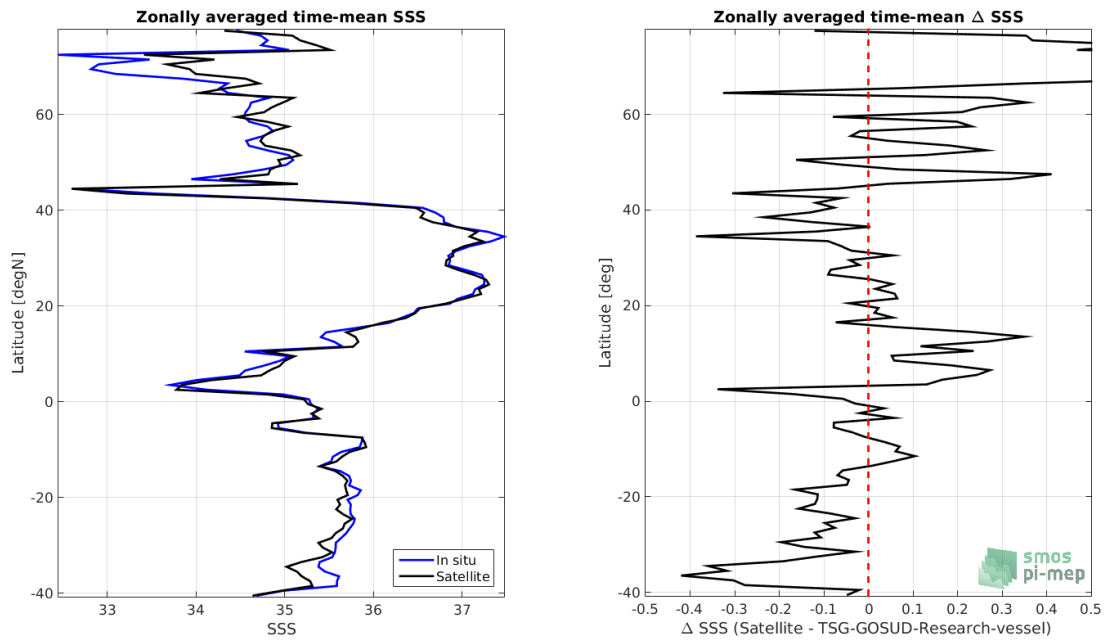 Zonally averaged time-mean SSS
Latitude [degN]
60
40
20
0
-20
-40
33
34
35
36
37
SSS
In situ
Satellite
Zonally averaged time-mean Δ SSS
Latitude [deg]
60
40
20
0
-20
-40
-0.5
-0.4
-0.3
-0.2
-0.1
0
0.1
0.2
0.3
0.4
0.5
Δ SSS (Satellite - TSG-GOSUD-Research-vessel)
smos
pi-mep